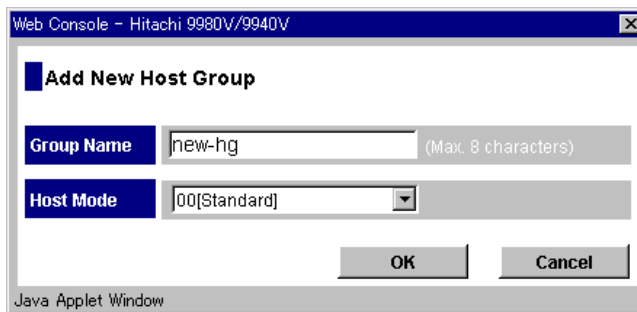 Web Console - Hitachi 9980V/9940V
Add New Host Group
Group Name new-hg (Max. 8 characters)
Host Mode 00[Standard]
OK Cancel
Java Applet Window